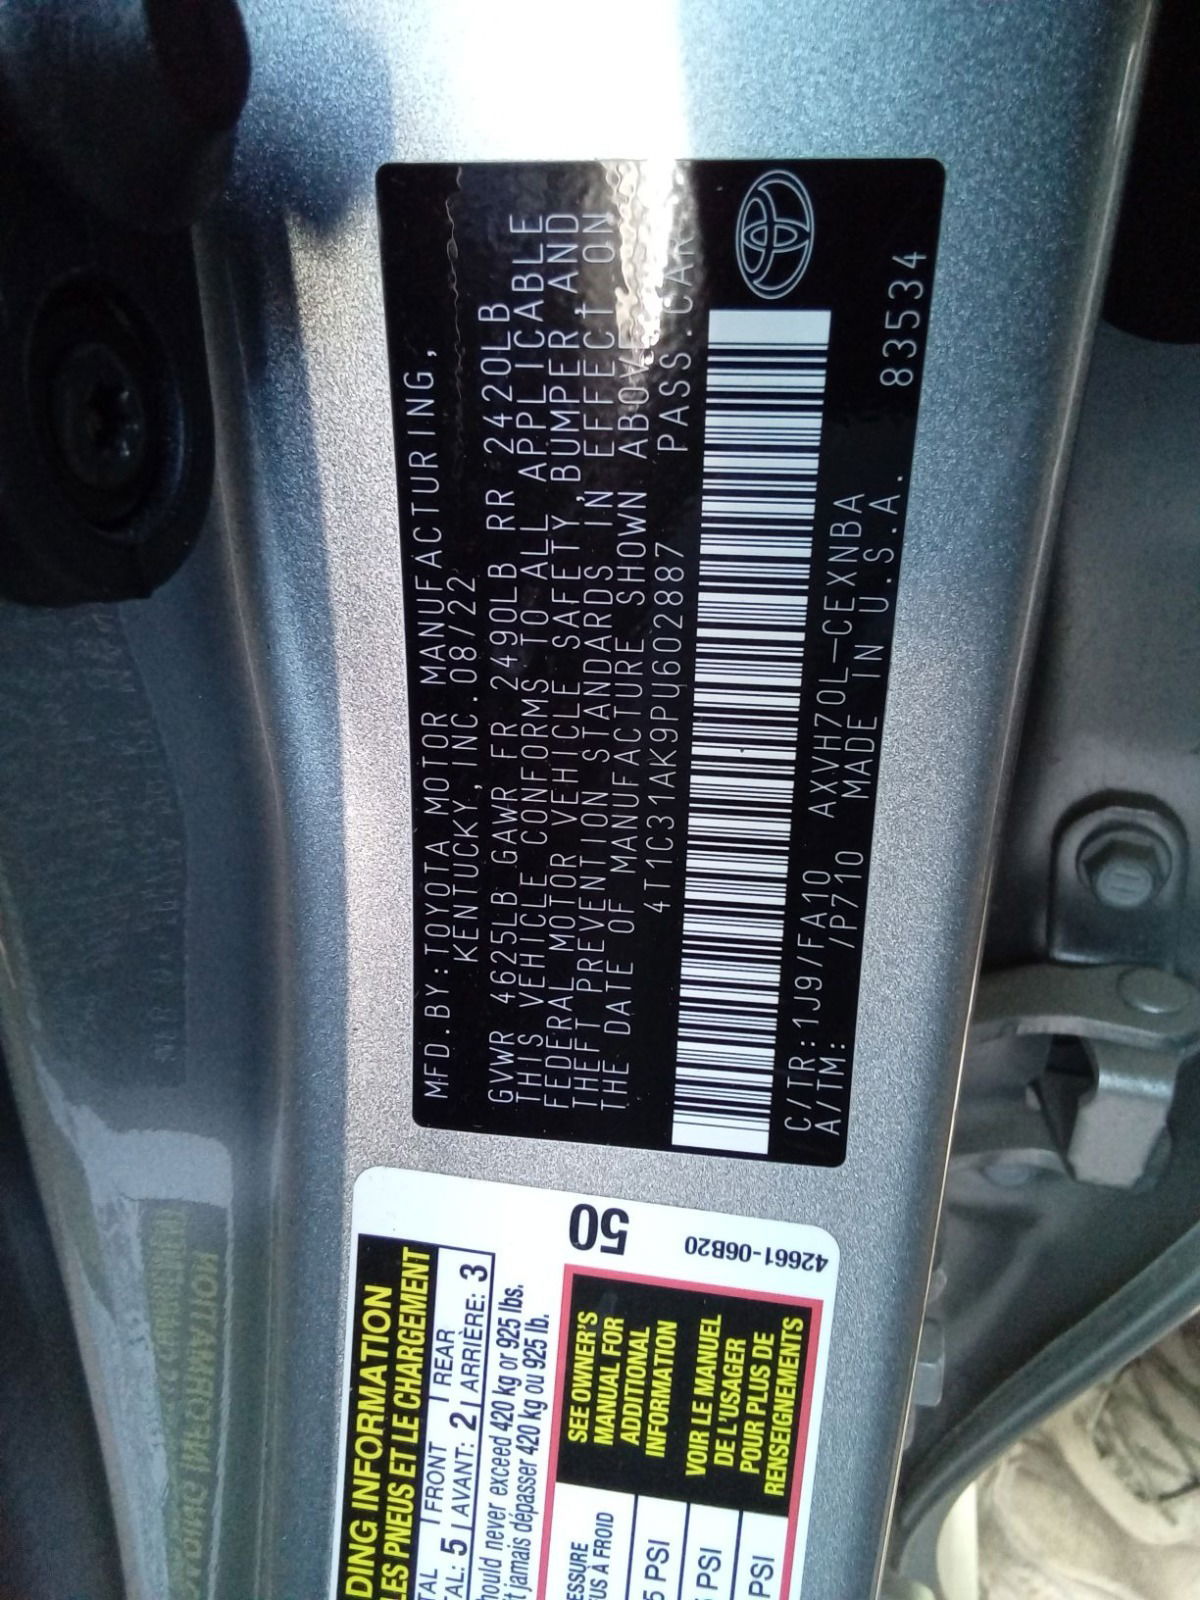 MFD.BY:TOYOTA MOTOR MANUFACTURING,
KENTUCKY,INC.08/22
GVWR 4625LB GAWR FR 2490LB RR 2420LB
THIS VEHICLE CONFORMS TO ALL APPLICABLE
FEDERAL MOTOR VEHICLE SAFETY,BUMPER,AND
THEFT PREVENTION STANDARDS IN EFFECT ON
THE DATE OF MANUFACTURE SHOWN ABOVE.
4T1C31AK9PU602887 PASS.CAR
C/TR:1J9/FA10 AXVH70L-CEXNBA
A/TM: /P710 MADE IN U.S.A. 83534
50
42661-06B20
DING INFORMATION
LES PNEUS ET LE CHARGEMENT
TAL 5 FRONT 2 REAR 3
TAL: AVANT: ARRIÈRE:
hould never exceed 420 kg or 925 lbs.
it jamais dépasser 420 kg ou 925 lb.
SEE OWNER'S
MANUAL FOR
ADDITIONAL
INFORMATION
VOIR LE MANUEL
DE L'USAGER
POUR PLUS DE
RENSEIGNEMENTS
ESSURE
US À FROID
5 PSI
PSI
PSI